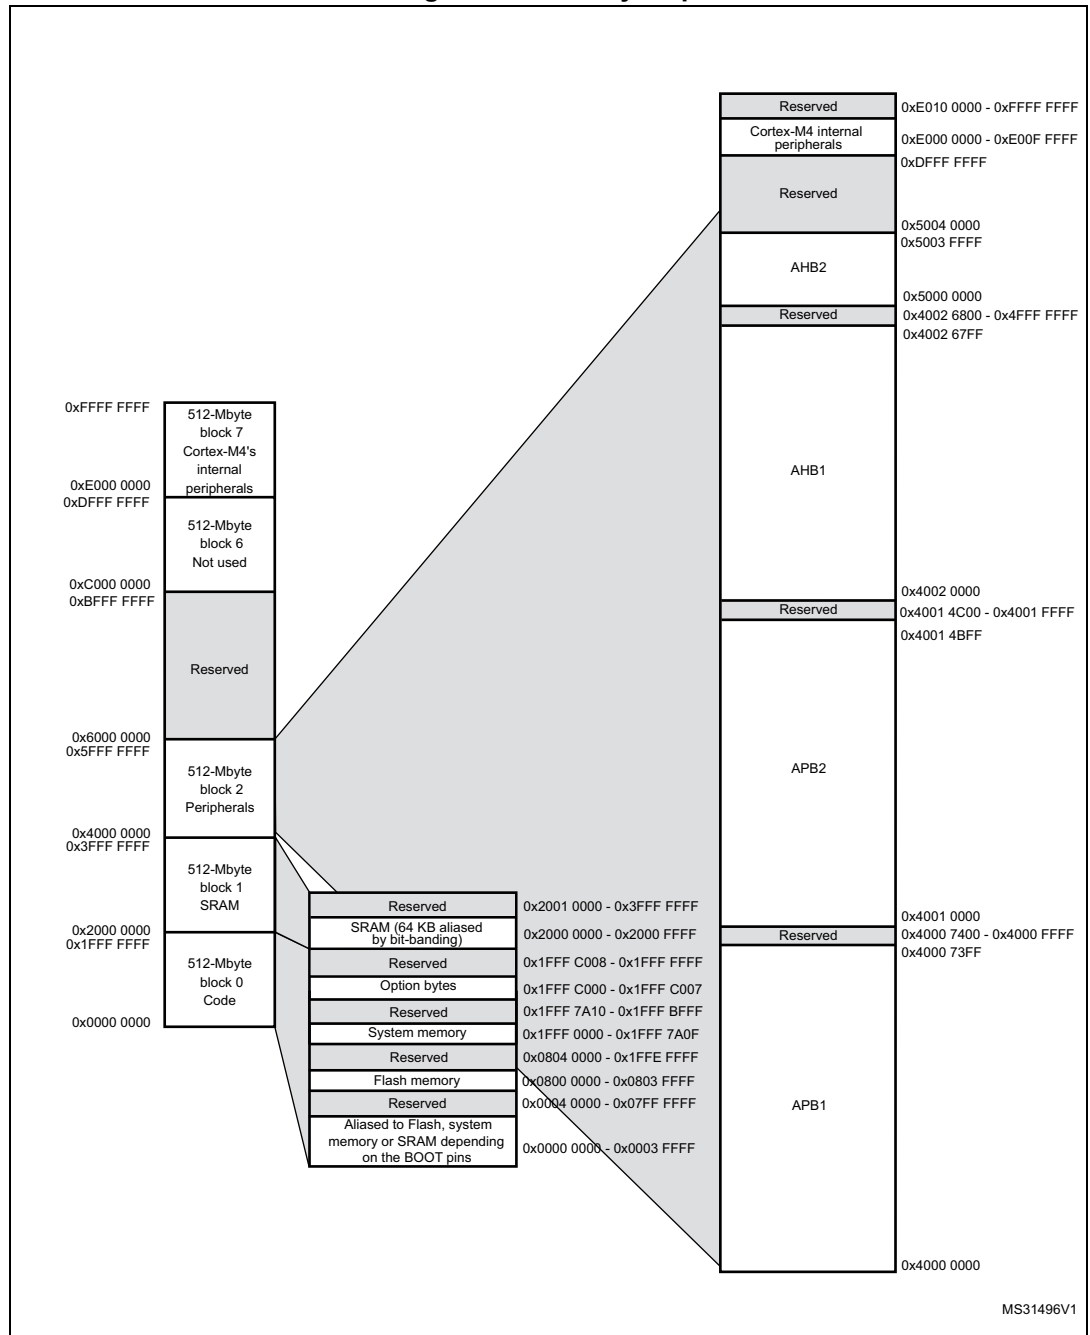 0xFFFF FFFF
512-Mbyte
block 7
Cortex-M4's
internal
peripherals
0xE000 0000
0xDFFF FFFF
512-Mbyte
block 6
Not used
0xC000 0000
0xBFFF FFFF
Reserved
0x6000 0000
0x5FFF FFFF
512-Mbyte
block 2
Peripherals
0x4000 0000
0x3FFF FFFF
512-Mbyte
block 1
SRAM
0x2000 0000
0x1FFF FFFF
512-Mbyte
block 0
Code
0x0000 0000
Reserved 0x2001 0000 - 0x3FFF FFFF
SRAM (64 KB aliased
by bit-banding) 0x2000 0000 - 0x2000 FFFF
Reserved 0x1FFF C008 - 0x1FFF FFFF
Option bytes 0x1FFF C000 - 0x1FFF C007
Reserved 0x1FFF 7A10 - 0x1FFF BFFF
System memory 0x1FFF 0000 - 0x1FFF 7A0F
Reserved 0x0804 0000 - 0x1FFE FFFF
Flash memory 0x0800 0000 - 0x0803 FFFF
Reserved 0x0004 0000 - 0x07FF FFFF
Aliased to Flash, system
memory or SRAM depending
on the BOOT pins
0x0000 0000 - 0x0003 FFFF
Reserved 0xE010 0000 - 0xFFFF FFFF
Cortex-M4 internal
peripherals 0xE000 0000 - 0xE00F FFFF
0xDFFF FFFF
Reserved
0x5004 0000
0x5003 FFFF
AHB2
0x5000 0000
Reserved 0x4002 6800 - 0x4FFF FFFF
0x4002 67FF
AHB1
0x4002 0000
Reserved 0x4001 4C00 - 0x4001 FFFF
0x4001 4BFF
APB2
0x4001 0000
Reserved 0x4000 7400 - 0x4000 FFFF
0x4000 73FF
APB1
0x4000 0000
MS31496V1